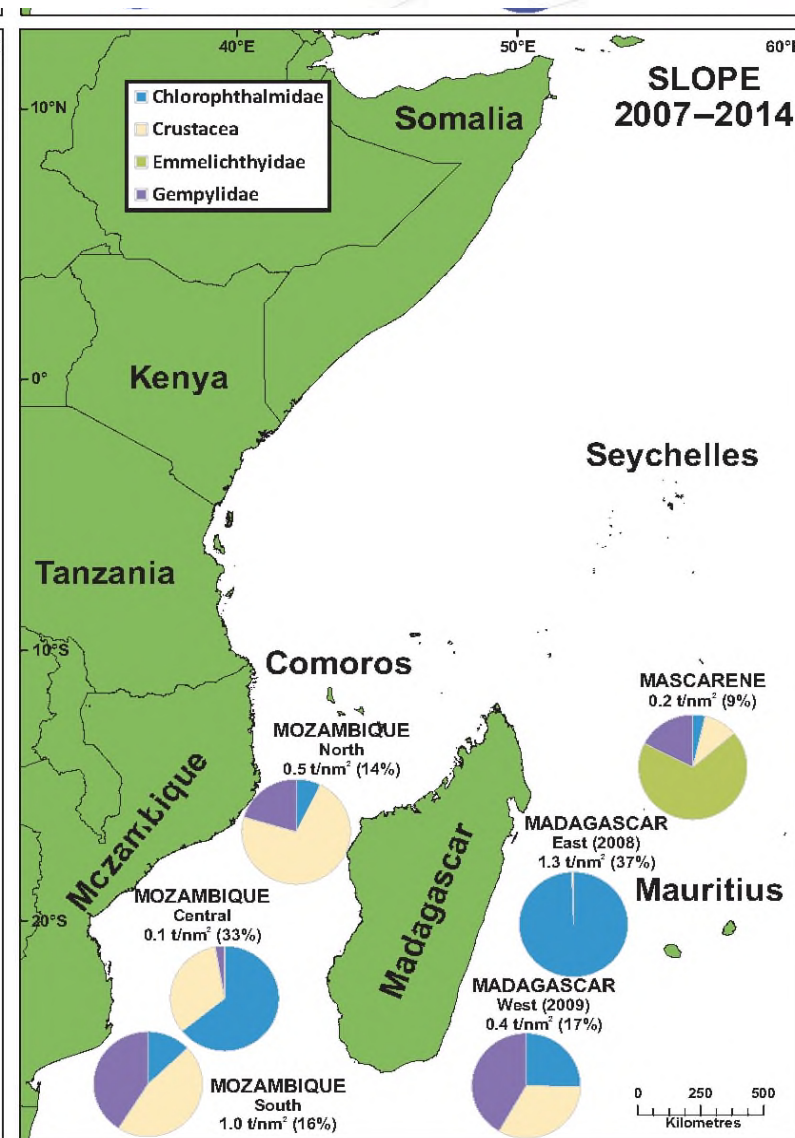 40°E
50°E
60°E
SLOPE
2007–2014
10°N
Chlorophthalmidae
Crustacea
Emmelichthyidae
Gempylidae
Somalia
Kenya
0°
Seychelles
Tanzania
10°S
Comoros
MASCARENE
0.2 t/nm² (9%)
MOZAMBIQUE
North
0.5 t/nm² (14%)
Mczambique
MADAGASCAR
East (2008)
1.3 t/nm² (37%)
Mauritius
Madagascar
MOZAMBIQUE
Central
0.1 t/nm² (33%)
20°S
MADAGASCAR
West (2009)
0.4 t/nm² (17%)
MOZAMBIQUE
South
1.0 t/nm² (16%)
0 250 500
Kilometres